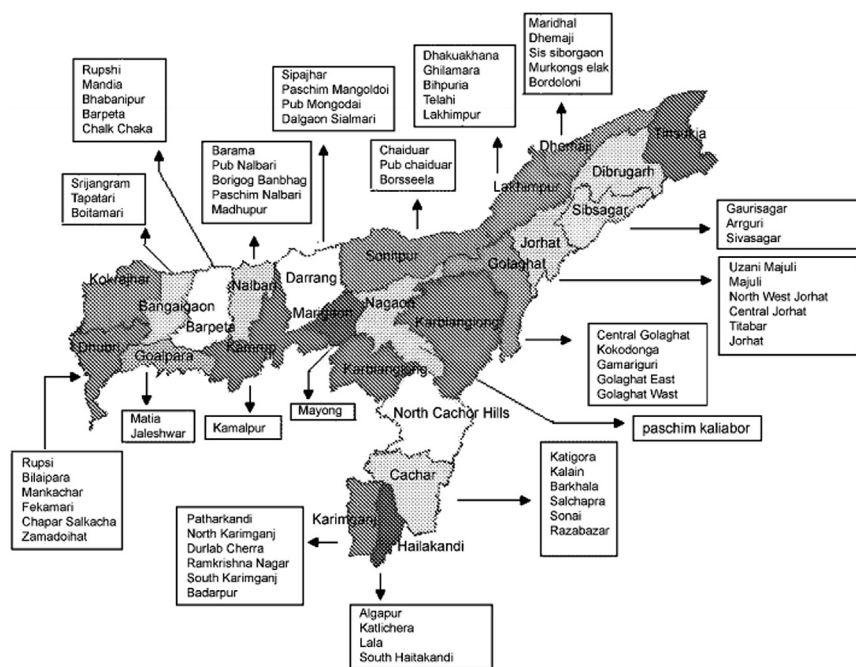 Maridhal
Dhemaji
Sis siborgaon
Murkongs elak
Bordoloni
Dhakuakhana
Ghilamara
Bihpuria
Telahi
Lakhimpur
Rupshi
Mandia
Bhabanipur
Barpeta
Chalk Chaka
Sipajhar
Paschim Mangoldoi
Pub Mongodai
Dalgaon Sialmari
Barama
Pub Nalbari
Borigog Banbhag
Paschim Nalbari
Madhupur
Chaiduar
Pub chaiduar
Borsseela
Srijangram
Tapatari
Boitamari
Tinsukia
Dhemaji
Dibrugarh
Lakhimpur
Sibsagar
Jorhat
Sonitpur
Golaghat
Kokrajhar
Nalbari
Darrang
Bangaigaon
Barpeta
Marigaon
Nagaon
Karbianglong
Dhubri
Goalpara
Kamrup
Karbianglong
North Cachor Hills
Cachar
Karimganj
Hailakandi
Gaurisagar
Arrguri
Sivasagar
Uzani Majuli
Majuli
North West Jorhat
Central Jorhat
Titabar
Jorhat
Central Golaghat
Kokodonga
Gamariguri
Golaghat East
Golaghat Wast
paschim kaliabor
Matia
Jaleshwar
Kamalpur
Mayong
Rupsi
Bilaipara
Mankachar
Fekamari
Chapar Salkacha
Zamadoihat
Katigora
Kalain
Barkhala
Salchapra
Sonai
Razabazar
Patharkandi
North Karimganj
Durlab Cherra
Ramkrishna Nagar
South Karimganj
Badarpur
Algapur
Katlichera
Lala
South Haitakandi